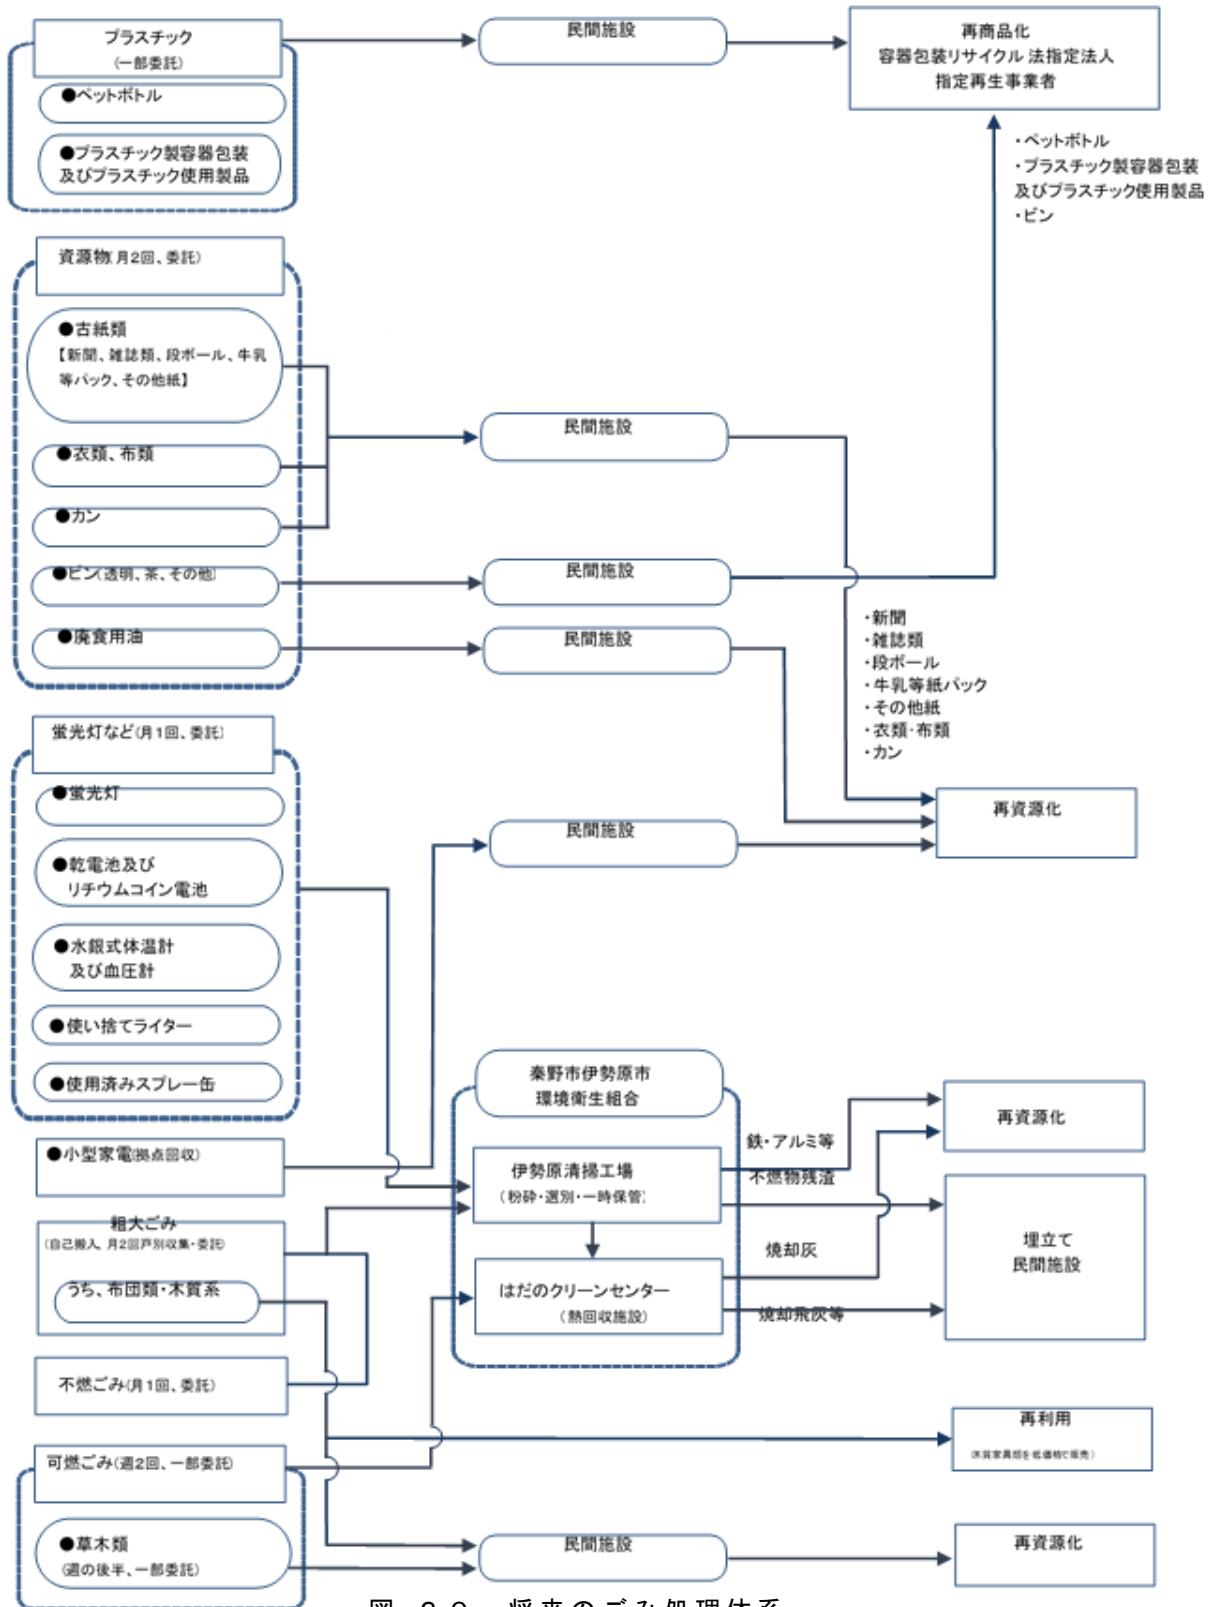 プラスチック
(一部委託)
●ペットボトル
●プラスチック製容器包装
及びプラスチック使用製品
民間施設
再商品化
容器包装リサイクル 法指定法人
指定再生事業者
・ペットボトル
・プラスチック製容器包装
及びプラスチック使用製品
・ビン
資源物(月2回、委託)
●古紙類
【新聞、雑誌類、段ボール、牛乳
等パック、その他紙】
●衣類、布類
●カン
●ビン(透明、茶、その他)
●廃食用油
民間施設
民間施設
民間施設
・新聞
・雑誌類
・段ボール
・牛乳等紙パック
・その他紙
・衣類・布類
・カン
蛍光灯など(月1回、委託)
●蛍光灯
●乾電池及び
リチウムコイン電池
●水銀式体温計
及び血圧計
●使い捨てライター
●使用済みスプレー缶
民間施設
再資源化
●小型家電(拠点回収)
粗大ごみ
(自己搬入、月2回戸別収集・委託)
うち、布団類・木質系
不燃ごみ(月1回、委託)
可燃ごみ(週2回、一部委託)
●草木類
(週の後半、一部委託)
秦野市伊勢原市
環境衛生組合
伊勢原清掃工場
(粉砕・選別・一時保管)
はだのクリーンセンター
(熱回収施設)
鉄・アルミ等
不燃物残渣
焼却灰
焼却飛灰等
再資源化
埋立て
民間施設
再利用
(木質家具類を低価格で販売)
民間施設
再資源化